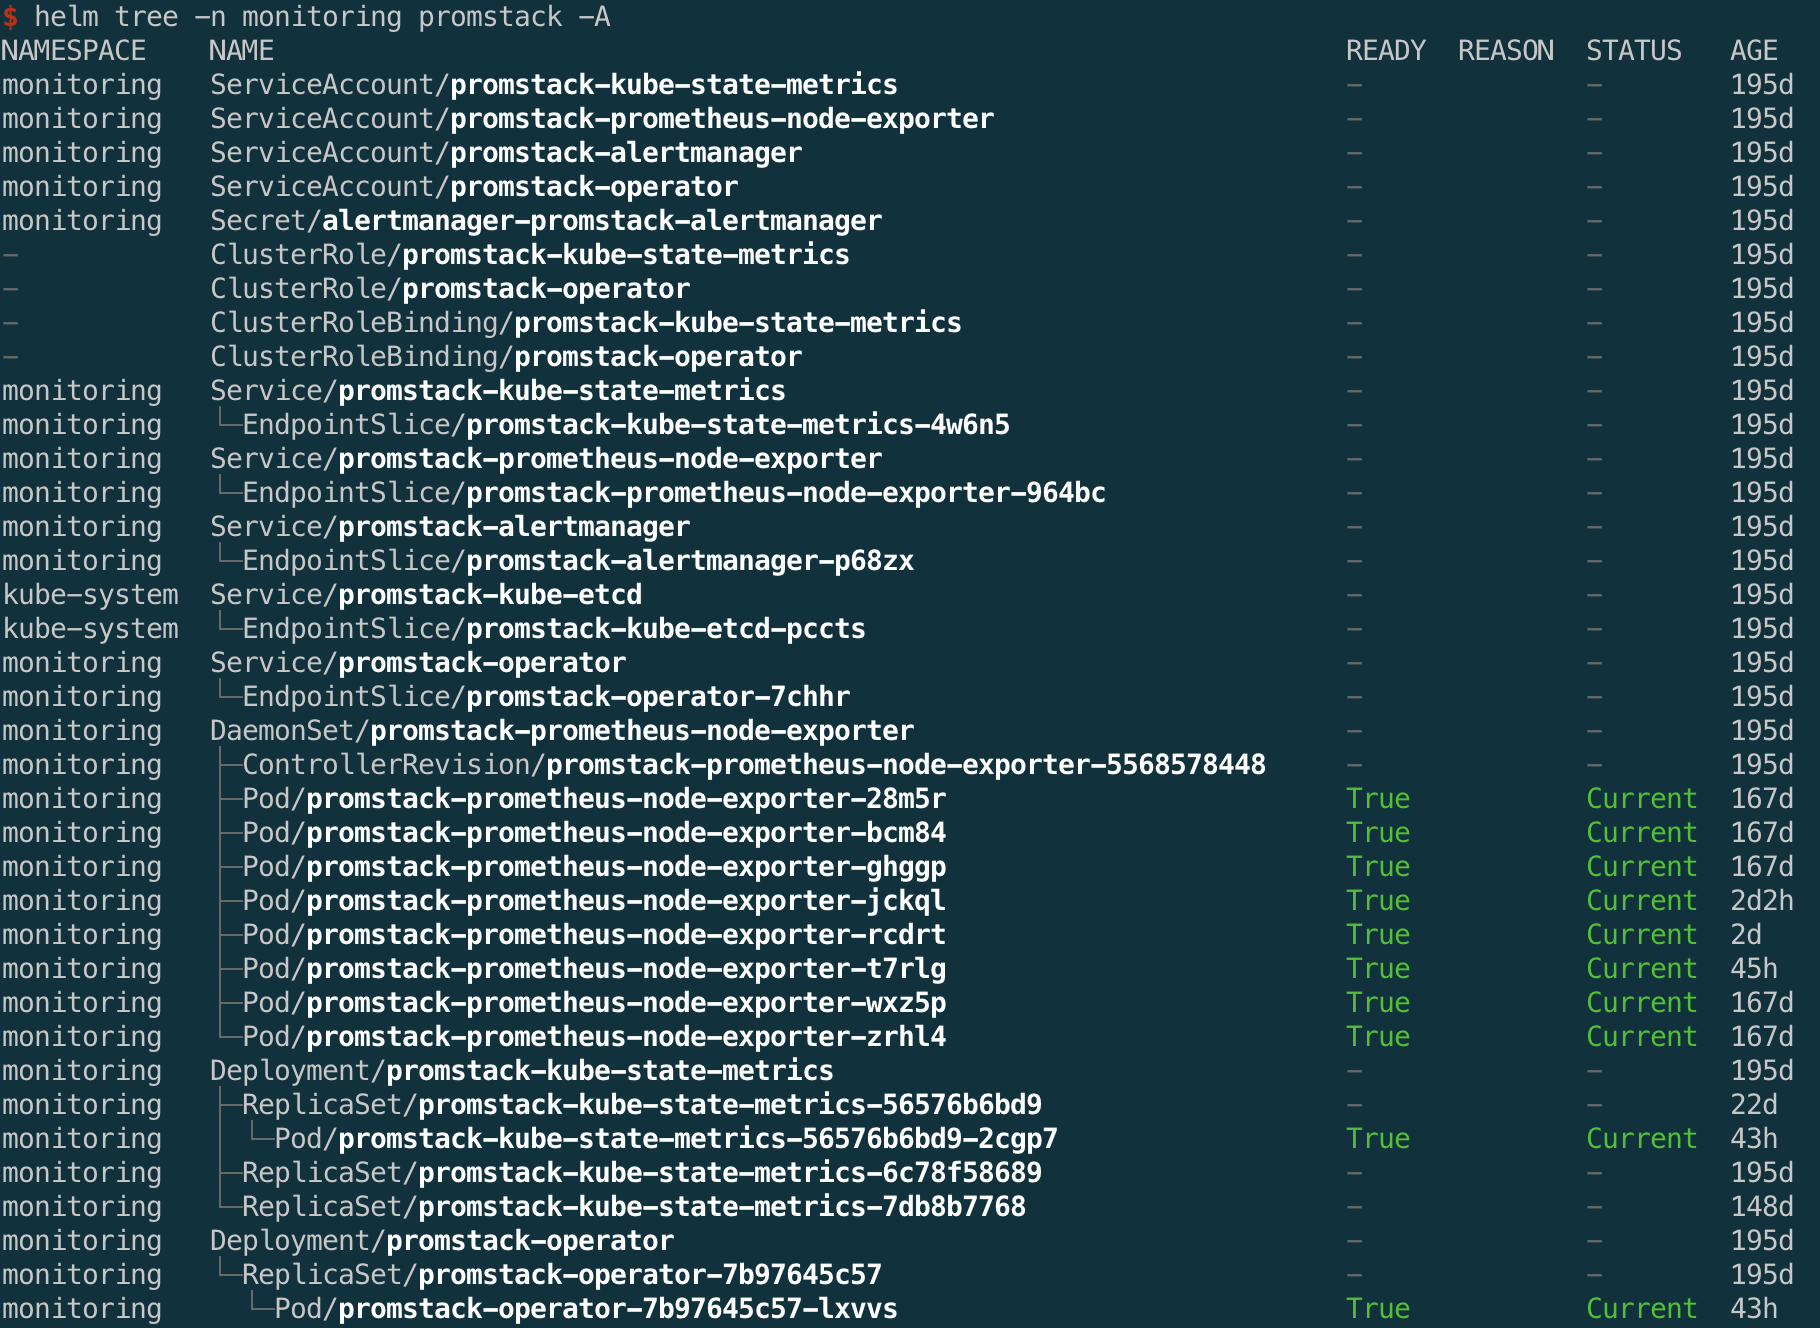 $ helm tree -n monitoring promstack -A
NAMESPACE NAME READY REASON STATUS AGE
monitoring ServiceAccount/promstack-kube-state-metrics - - 195d
monitoring ServiceAccount/promstack-prometheus-node-exporter - - 195d
monitoring ServiceAccount/promstack-alertmanager - - 195d
monitoring ServiceAccount/promstack-operator - - 195d
monitoring Secret/alertmanager-promstack-alertmanager - - 195d
- ClusterRole/promstack-kube-state-metrics - - 195d
- ClusterRole/promstack-operator - - 195d
- ClusterRoleBinding/promstack-kube-state-metrics - - 195d
- ClusterRoleBinding/promstack-operator - - 195d
monitoring Service/promstack-kube-state-metrics - - 195d
monitoring └─EndpointSlice/promstack-kube-state-metrics-4w6n5 - - 195d
monitoring Service/promstack-prometheus-node-exporter - - 195d
monitoring └─EndpointSlice/promstack-prometheus-node-exporter-964bc - - 195d
monitoring Service/promstack-alertmanager - - 195d
monitoring └─EndpointSlice/promstack-alertmanager-p68zx - - 195d
kube-system Service/promstack-kube-etcd - - 195d
kube-system └─EndpointSlice/promstack-kube-etcd-pccts - - 195d
monitoring Service/promstack-operator - - 195d
monitoring └─EndpointSlice/promstack-operator-7chhr - - 195d
monitoring DaemonSet/promstack-prometheus-node-exporter - - 195d
monitoring ├─ControllerRevision/promstack-prometheus-node-exporter-5568578448 - - 195d
monitoring ├─Pod/promstack-prometheus-node-exporter-28m5r True Current 167d
monitoring ├─Pod/promstack-prometheus-node-exporter-bcm84 True Current 167d
monitoring ├─Pod/promstack-prometheus-node-exporter-ghggp True Current 167d
monitoring ├─Pod/promstack-prometheus-node-exporter-jckql True Current 2d2h
monitoring ├─Pod/promstack-prometheus-node-exporter-rcdrt True Current 2d
monitoring ├─Pod/promstack-prometheus-node-exporter-t7rlg True Current 45h
monitoring ├─Pod/promstack-prometheus-node-exporter-wxz5p True Current 167d
monitoring └─Pod/promstack-prometheus-node-exporter-zrhl4 True Current 167d
monitoring Deployment/promstack-kube-state-metrics - - 195d
monitoring ├─ReplicaSet/promstack-kube-state-metrics-56576b6bd9 - - 22d
monitoring │ └─Pod/promstack-kube-state-metrics-56576b6bd9-2cgp7 True Current 43h
monitoring ├─ReplicaSet/promstack-kube-state-metrics-6c78f58689 - - 195d
monitoring └─ReplicaSet/promstack-kube-state-metrics-7db8b7768 - - 148d
monitoring Deployment/promstack-operator - - 195d
monitoring └─ReplicaSet/promstack-operator-7b97645c57 - - 195d
monitoring └─Pod/promstack-operator-7b97645c57-lxvvs True Current 43h